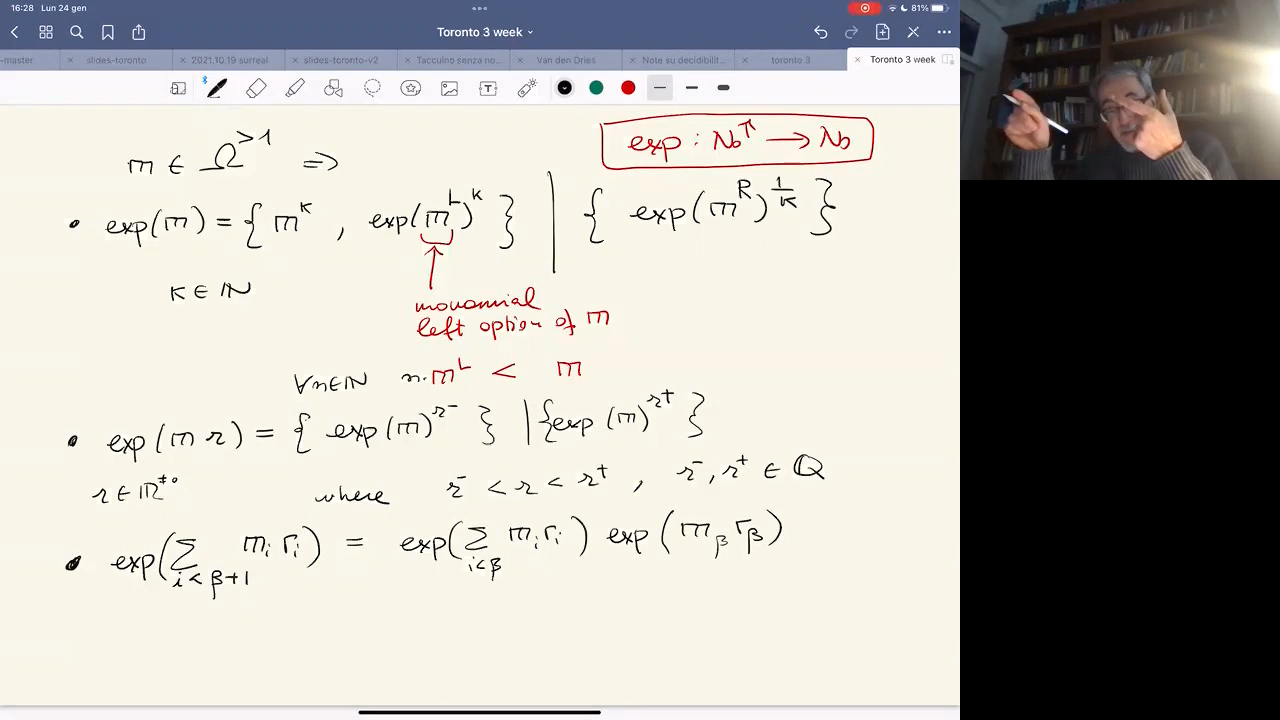 16:28 Lun 24 gen
81%
Toronto 3 week
-master
slides-toronto
2021.10.19 surreal
slides-toronto-v2
Taccuino senza no...
Van den Dries
Note su decidibilit...
toronto 3
Toronto 3 week
m ∈ Ω^{>1} ⇒
exp : No^π → No
• exp(m) = { m^k , exp(m^L)^k } | { exp(m^R)^{1/k} }
k ∈ ℕ
monomial
left option of m
∀n∈ℕ n·m^L < m
• exp(m r) = { exp(m)^{r⁻} } | { exp(m)^{r⁺} }
where r⁻ < r < r⁺ , r⁻, r⁺ ∈ ℚ
• exp(∑_{i<β+1} m_i r_i) = exp(∑_{i<β} m_i r_i) exp(m_β r_β)